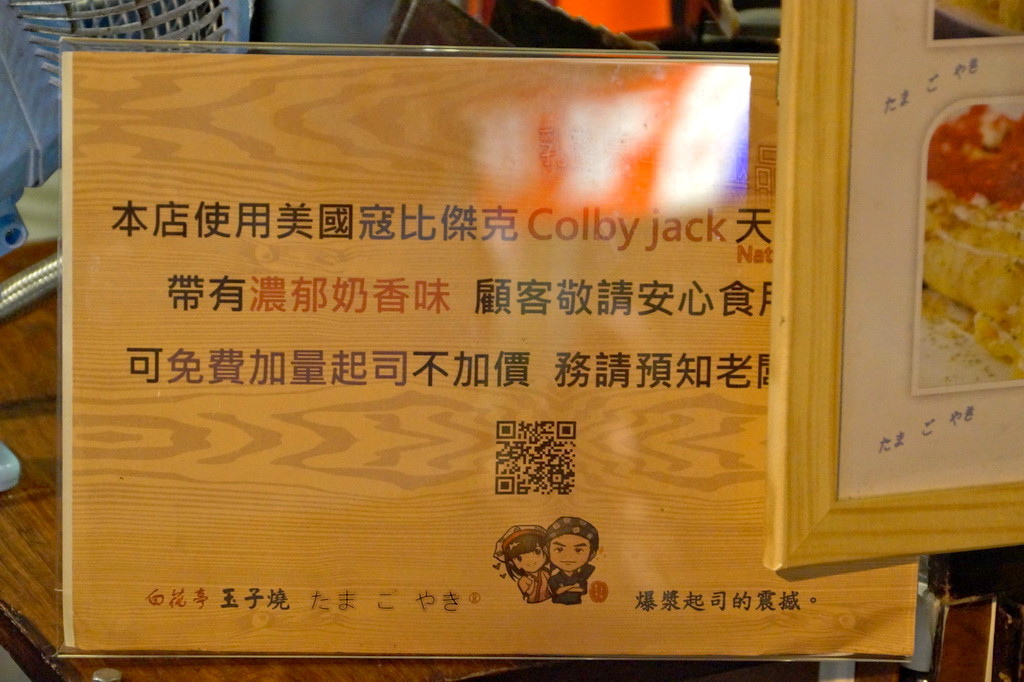 本店使用美國寇比傑克 Colby jack 天
Nat
帶有濃郁奶香味 顧客敬請安心食用
可免費加量起司不加價 務請預知老闆
白花亭 玉子燒 たまごやき®
爆漿起司的震撼。
たまごやき
たまごやき